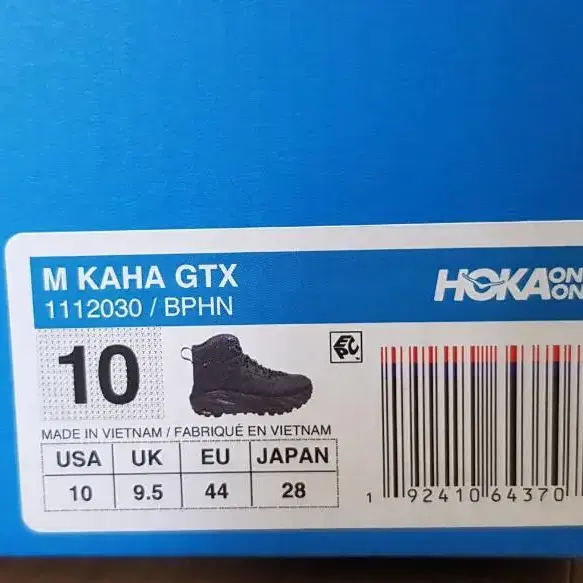 M KAHA GTX
1112030 / BPHN
HOKA ONE ONE
10
MADE IN VIETNAM / FABRIQUÉ EN VIETNAM
USA UK EU JAPAN
10 9.5 44 28
1 92410 64370